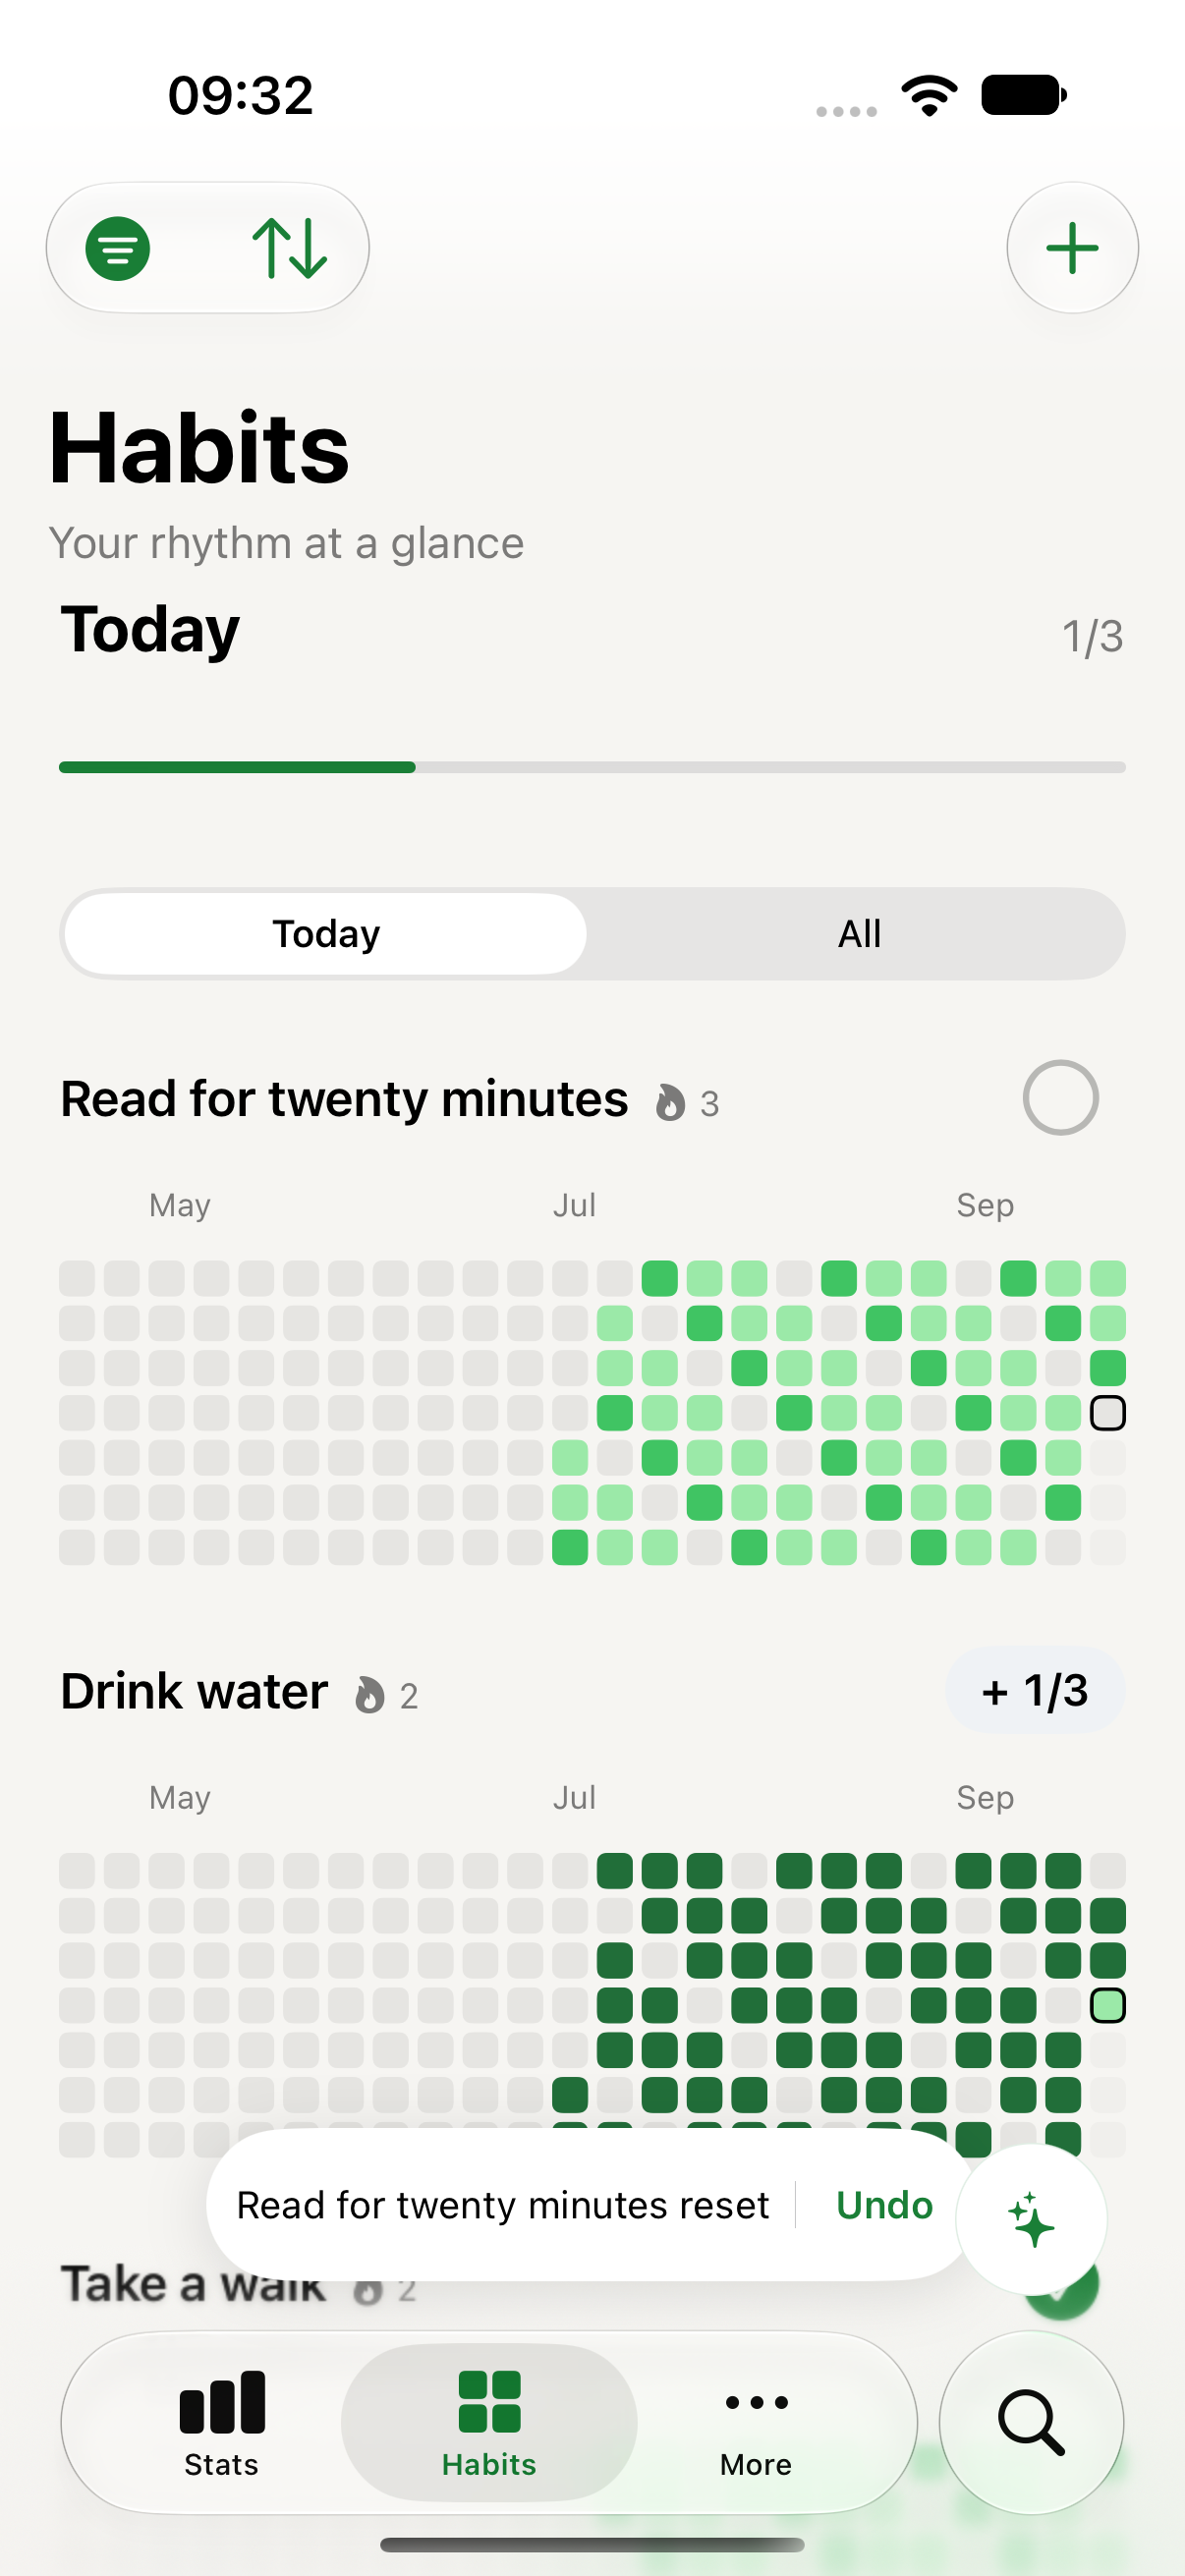 09:32
Habits
Your rhythm at a glance
Today
1/3
Today
All
Read for twenty minutes 3
May Jul Sep
Drink water 2
+ 1/3
May Jul Sep
Read for twenty minutes reset
Undo
Take a walk 2
Stats
Habits
More